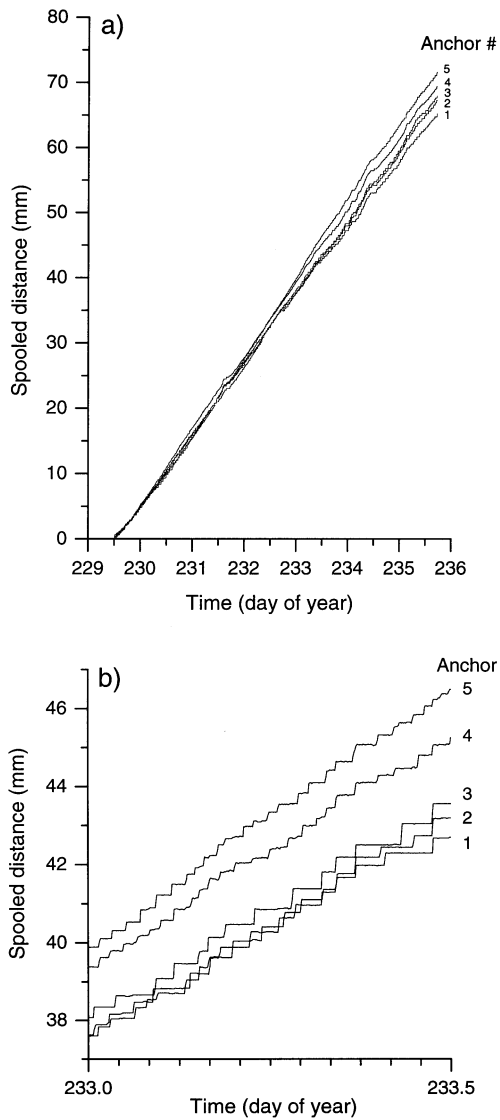 a)
80
70
60
50
40
30
20
10
0
Spooled distance (mm)
Anchor #
5
4
3
2
1
229 230 231 232 233 234 235 236
Time (day of year)
b)
Anchor
46
44
42
40
38
Spooled distance (mm)
5
4
3
2
1
233.0 233.5
Time (day of year)